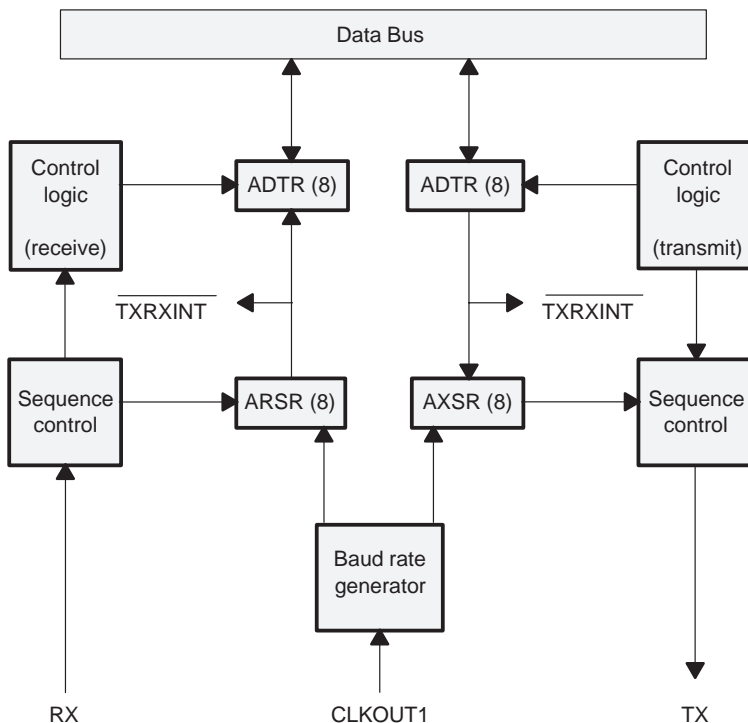 Data Bus
Control
logic
(receive)
ADTR (8)
ADTR (8)
Control
logic
(transmit)
TXRXINT
TXRXINT
Sequence
control
ARSR (8)
AXSR (8)
Sequence
control
Baud rate
generator
RX
CLKOUT1
TX